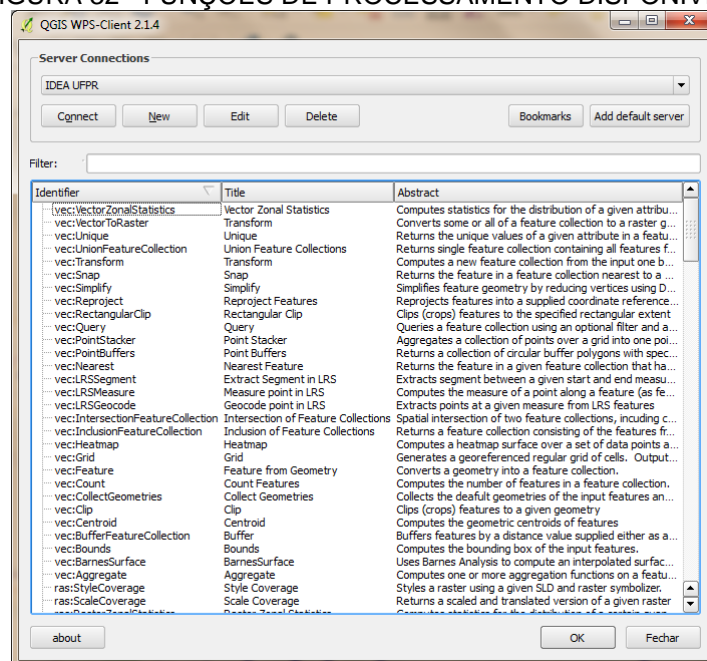 FIGURA 62 - FUNÇÕES DE PROCESSAMENTO DISPONÍV
QGIS WPS-Client 2.1.4
Server Connections
IDEA UFPR
Connect New Edit Delete Bookmarks Add default server
Filter:
Identifier Title Abstract
vec:VectorZonalStatistics Vector Zonal Statistics Computes statistics for the distribution of a given attribu...
vec:VectorToRaster Transform Converts some or all of a feature collection to a raster g...
vec:Unique Unique Returns the unique values of a given attribute in a featu...
vec:UnionFeatureCollection Union Feature Collections Returns single feature collection containing all features f...
vec:Transform Transform Computes a new feature collection from the input one b...
vec:Snap Snap Returns the feature in a feature collection nearest to a ...
vec:Simplify Simplify Simplifies feature geometry by reducing vertices using D...
vec:Reproject Reproject Features Reprojects features into a supplied coordinate reference...
vec:RectangularClip Rectangular Clip Clips (crops) features to the specified rectangular extent
vec:Query Query Queries a feature collection using an optional filter and a...
vec:PointStacker Point Stacker Aggregates a collection of points over a grid into one poi...
vec:PointBuffers Point Buffers Returns a collection of circular buffer polygons with spec...
vec:Nearest Nearest Feature Returns the feature in a given feature collection that ha...
vec:LRSSegment Extract Segment in LRS Extracts segment between a given start and end measu...
vec:LRSMeasure Measure point in LRS Computes the measure of a point along a feature (as fe...
vec:LRSGeocode Geocode point in LRS Extracts points at a given measure from LRS features
vec:IntersectionFeatureCollection Intersection of Feature Collections Spatial intersection of two feature collections, incuding c...
vec:InclusionFeatureCollection Inclusion of Feature Collections Returns a feature collection consisting of the features fr...
vec:Heatmap Heatmap Computes a heatmap surface over a set of data points a...
vec:Grid Grid Generates a georeferenced regular grid of cells. Output...
vec:Feature Feature from Geometry Converts a geometry into a feature collection.
vec:Count Count Features Computes the number of features in a feature collection.
vec:CollectGeometries Collect Geometries Collects the deafult geometries of the input features an...
vec:Clip Clip Clips (crops) features to a given geometry
vec:Centroid Centroid Computes the geometric centroids of features
vec:BufferFeatureCollection Buffer Buffers features by a distance value supplied either as a...
vec:Bounds Bounds Computes the bounding box of the input features.
vec:BarnesSurface BarnesSurface Uses Barnes Analysis to compute an interpolated surfac...
vec:Aggregate Aggregate Computes one or more aggregation functions on a featu...
ras:StyleCoverage Style Coverage Styles a raster using a given SLD and raster symbolizer.
ras:ScaleCoverage Scale Coverage Returns a scaled and translated version of a given raster
about OK Fechar